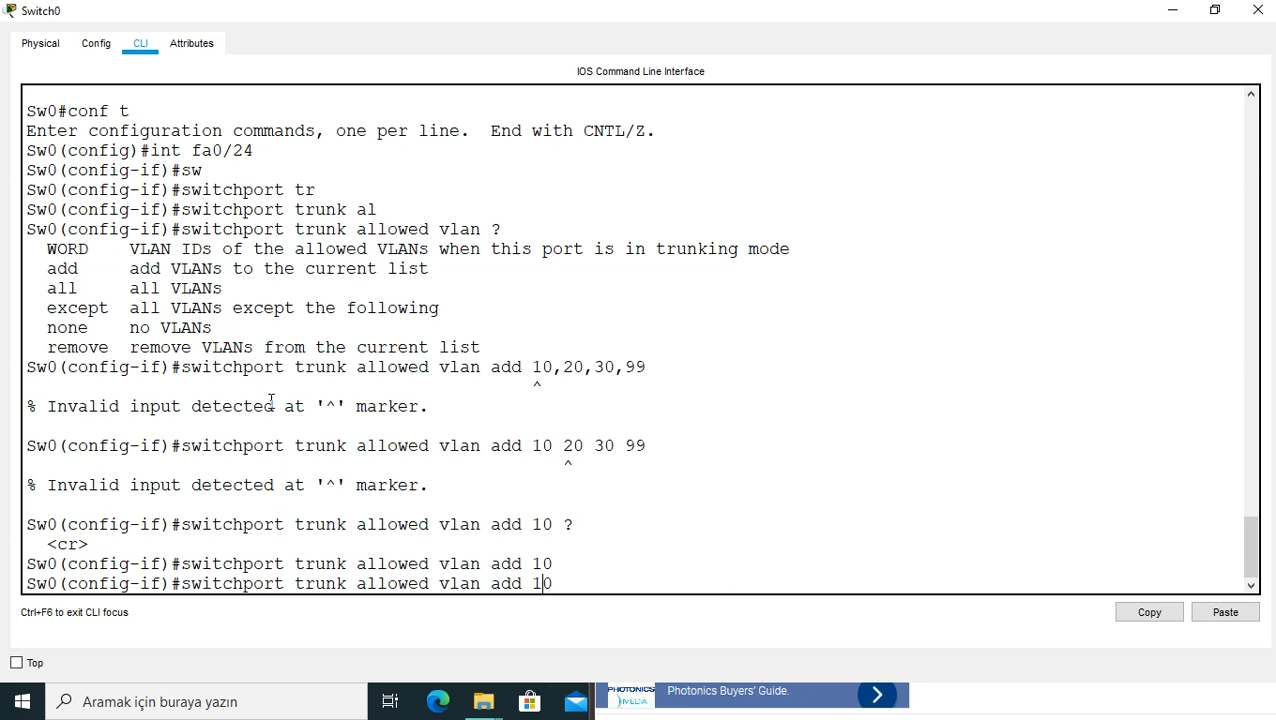 Switch0
Physical Config CLI Attributes
IOS Command Line Interface
Sw0#conf t
Enter configuration commands, one per line.  End with CNTL/Z.
Sw0(config)#int fa0/24
Sw0(config-if)#sw
Sw0(config-if)#switchport tr
Sw0(config-if)#switchport trunk al
Sw0(config-if)#switchport trunk allowed vlan ?
  WORD    VLAN IDs of the allowed VLANs when this port is in trunking mode
  add     add VLANs to the current list
  all     all VLANs
  except  all VLANs except the following
  none    no VLANs
  remove  remove VLANs from the current list
Sw0(config-if)#switchport trunk allowed vlan add 10,20,30,99
^
% Invalid input detected at '^' marker.
Sw0(config-if)#switchport trunk allowed vlan add 10 20 30 99
^
% Invalid input detected at '^' marker.
Sw0(config-if)#switchport trunk allowed vlan add 10 ?
  <cr>
Sw0(config-if)#switchport trunk allowed vlan add 10
Sw0(config-if)#switchport trunk allowed vlan add 10
Ctrl+F6 to exit CLI focus
Copy Paste
Top
Aramak için buraya yazın
PHOTONICS
MEDIA
Photonics Buyers' Guide.